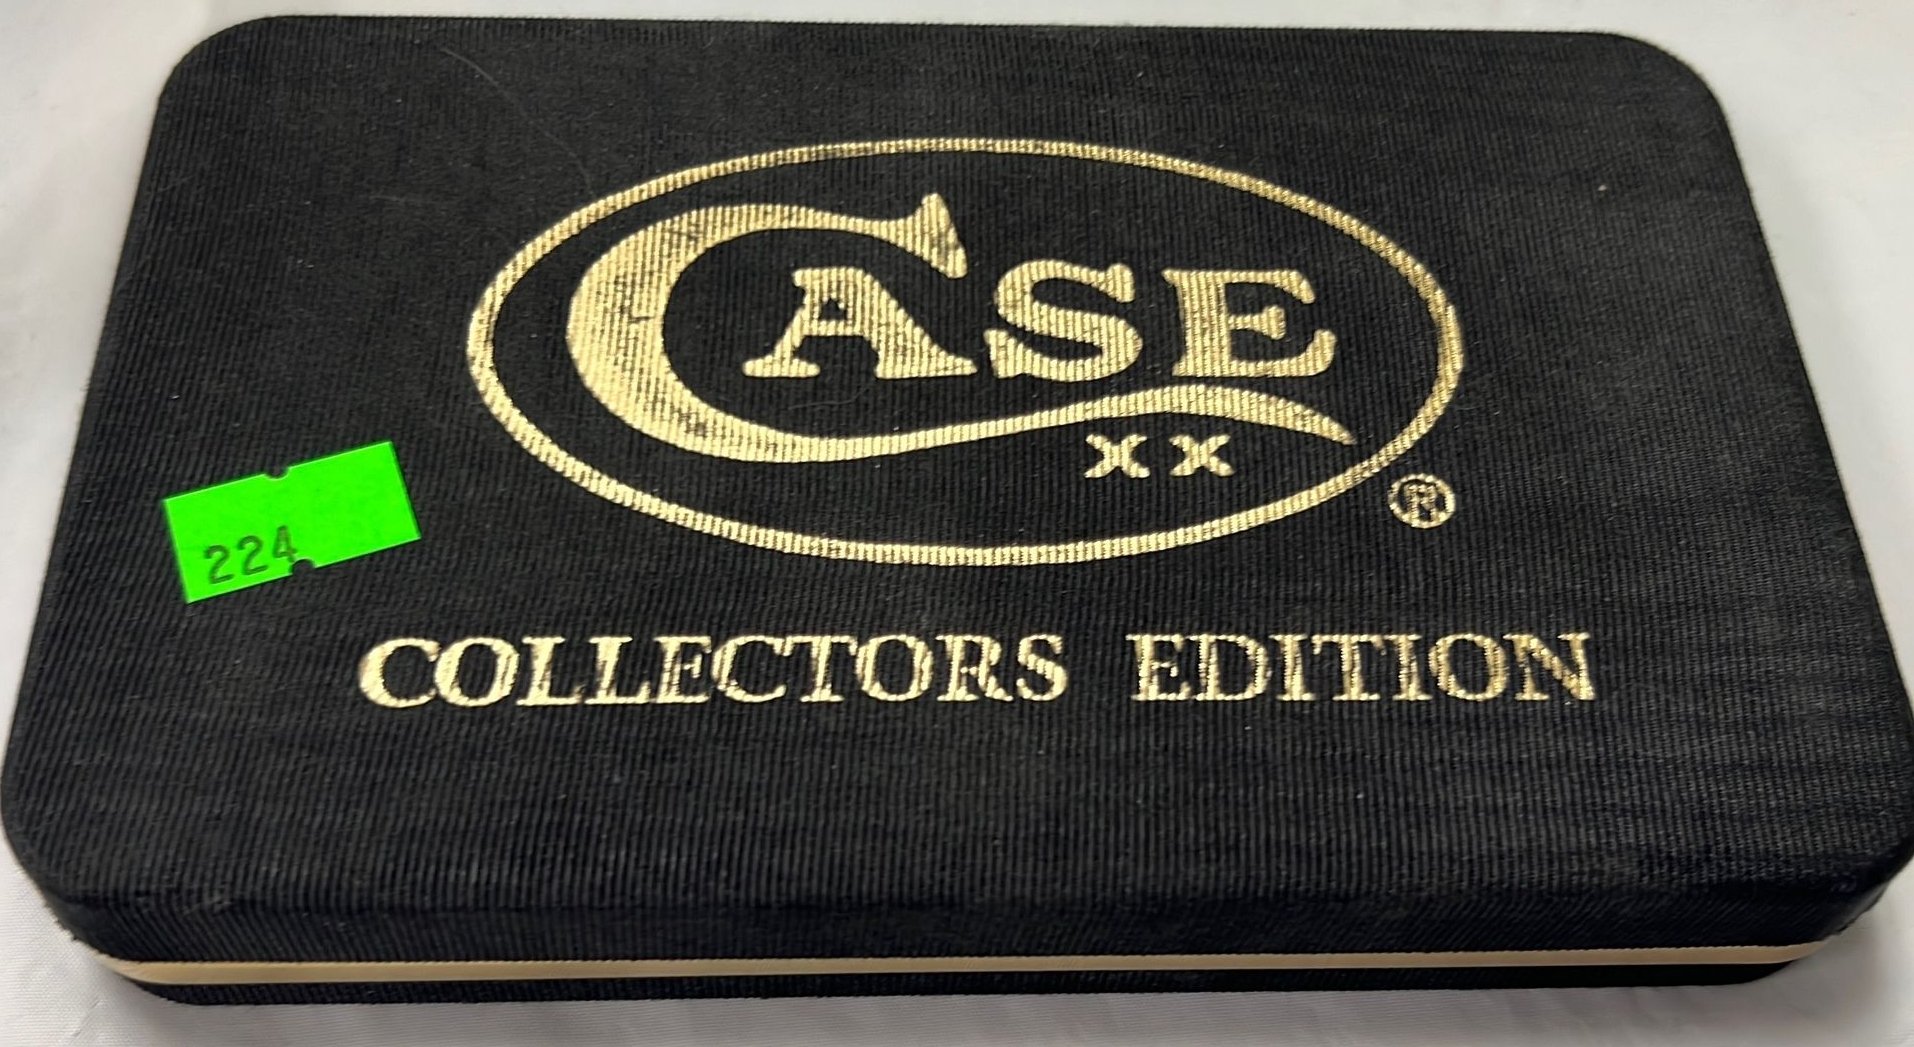 CASE
XX
®
224
COLLECTORS EDITION